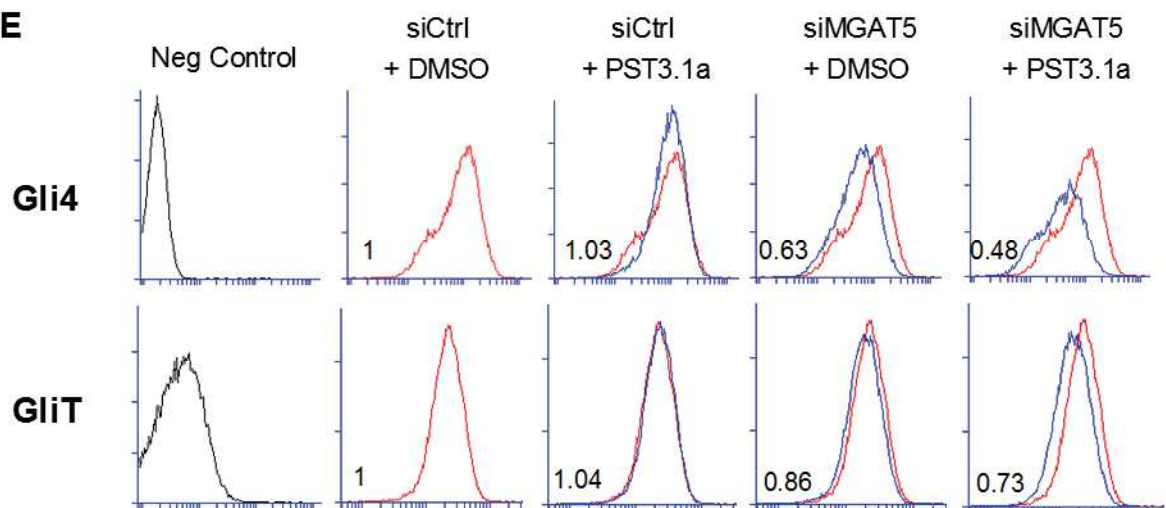 E
Neg Control
siCtrl
+ DMSO
siCtrl
+ PST3.1a
siMGAT5
+ DMSO
siMGAT5
+ PST3.1a
Gli4
1
1.03
0.63
0.48
GliT
1
1.04
0.86
0.73